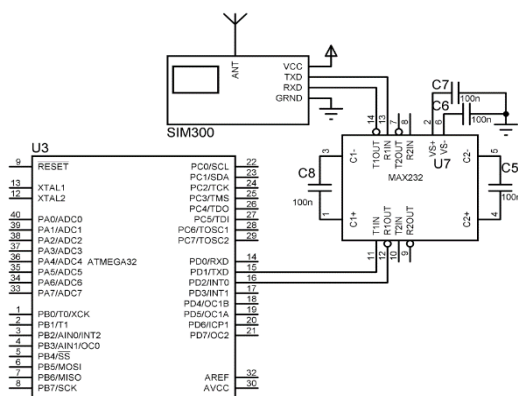 ANT
VCC
TXD
RXD
GRND
SIM300
C7
100n
C6
100n
14
13
7
8
2
6
T1OUT
R1IN
T2OUT
R2IN
VS+
VS-
U7
3
C1-
C2-
5
MAX232
C8
100n
C5
100n
1
C1+
C2+
4
T1IN
R1OUT
T2IN
R2OUT
11
12
10
9
U3
9 RESET PC0/SCL 22
PC1/SDA 23
13 XTAL1 PC2/TCK 24
12 XTAL2 PC3/TMS 25
PC4/TDO 26
40 PA0/ADC0 PC5/TDI 27
39 PA1/ADC1 PC6/TOSC1 28
38 PA2/ADC2 PC7/TOSC2 29
37 PA3/ADC3
36 PA4/ADC4 ATMEGA32 PD0/RXD 14
35 PA5/ADC5 PD1/TXD 15
34 PA6/ADC6 PD2/INT0 16
33 PA7/ADC7 PD3/INT1 17
PD4/OC1B 18
1 PB0/T0/XCK PD5/OC1A 19
2 PB1/T1 PD6/ICP1 20
3 PB2/AIN0/INT2 PD7/OC2 21
4 PB3/AIN1/OC0
5 PB4/SS
6 PB5/MOSI
7 PB6/MISO AREF 32
8 PB7/SCK AVCC 30